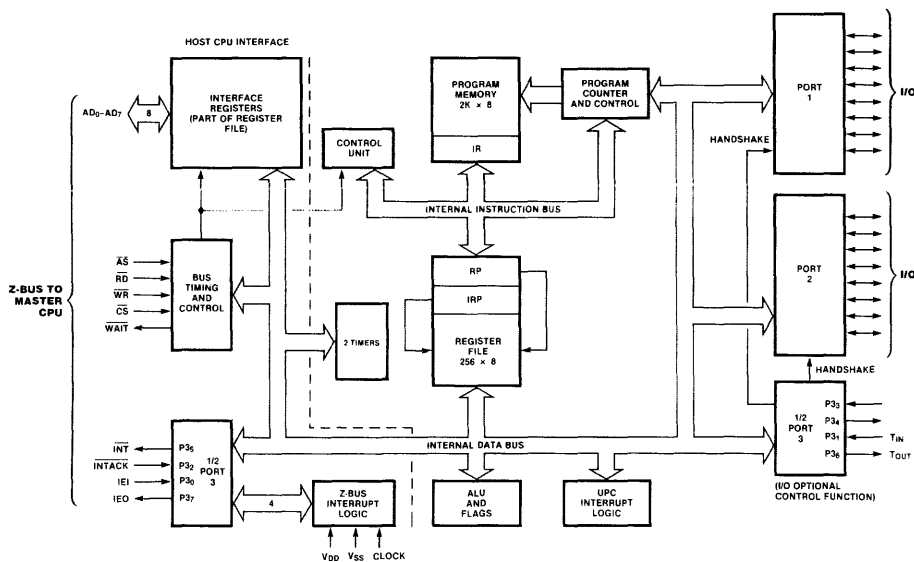 HOST CPU INTERFACE
INTERFACE
REGISTERS
(PART OF REGISTER
FILE)
AD0-AD7
8
CONTROL
UNIT
PROGRAM
MEMORY
2K × 8
IR
PROGRAM
COUNTER
AND CONTROL
PORT
1
I/O
HANDSHAKE
INTERNAL INSTRUCTION BUS
Z-BUS TO
MASTER
CPU
AS
RD
WR
CS
WAIT
BUS
TIMING
AND
CONTROL
2 TIMERS
RP
IRP
REGISTER
FILE
256 × 8
PORT
2
I/O
HANDSHAKE
INTERNAL DATA BUS
INT
INTACK
IEI
IEO
P35
P32
P30
P37
1/2
PORT
3
4
Z-BUS
INTERRUPT
LOGIC
VDD
VSS
CLOCK
ALU
AND
FLAGS
UPC
INTERRUPT
LOGIC
1/2
PORT
3
P33
P34
P31
P36
TIN
TOUT
(I/O OPTIONAL
CONTROL FUNCTION)